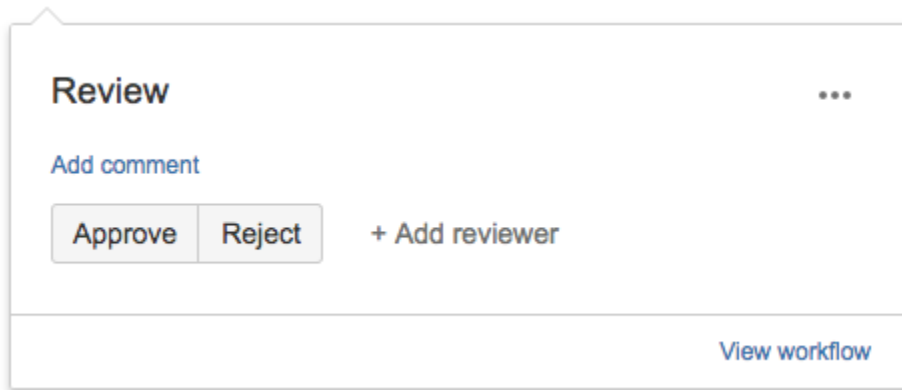 Review
Add comment
Approve Reject + Add reviewer
View workflow